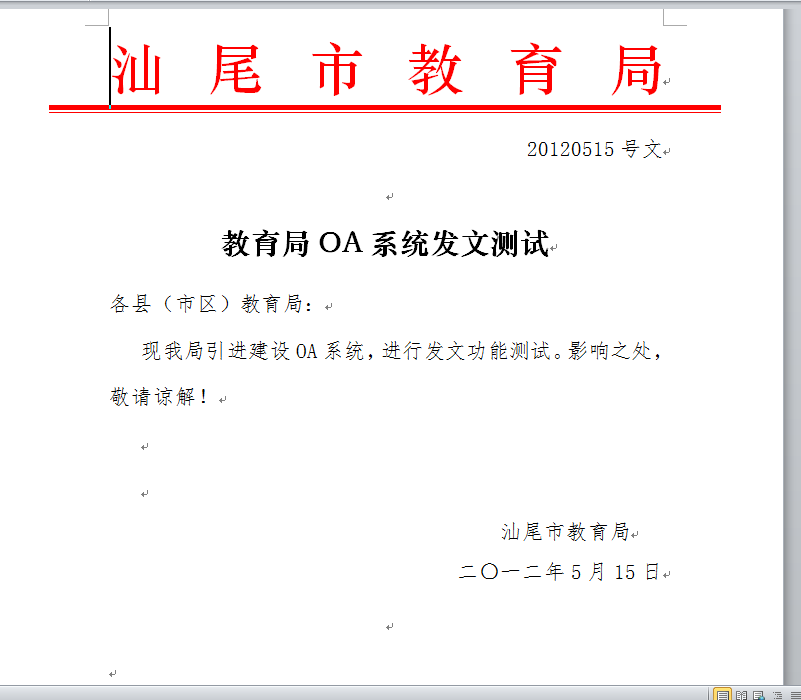 汕尾市教育局
20120515 号文
教育局 OA 系统发文测试
各县（市区）教育局：
现我局引进建设 OA 系统，进行发文功能测试。影响之处，
敬请谅解！
汕尾市教育局
二〇一二年 5 月 15 日